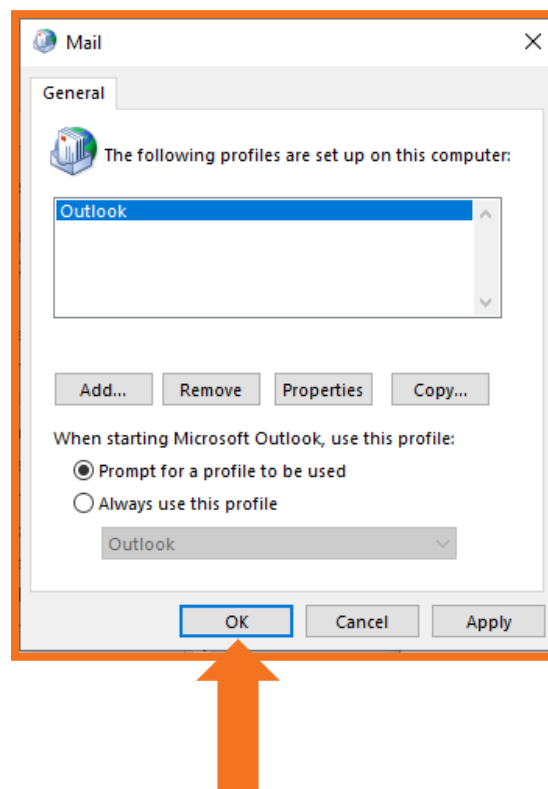 Mail
General
The following profiles are set up on this computer:
Outlook
Add... Remove Properties Copy...
When starting Microsoft Outlook, use this profile:
Prompt for a profile to be used
Always use this profile
Outlook
OK Cancel Apply